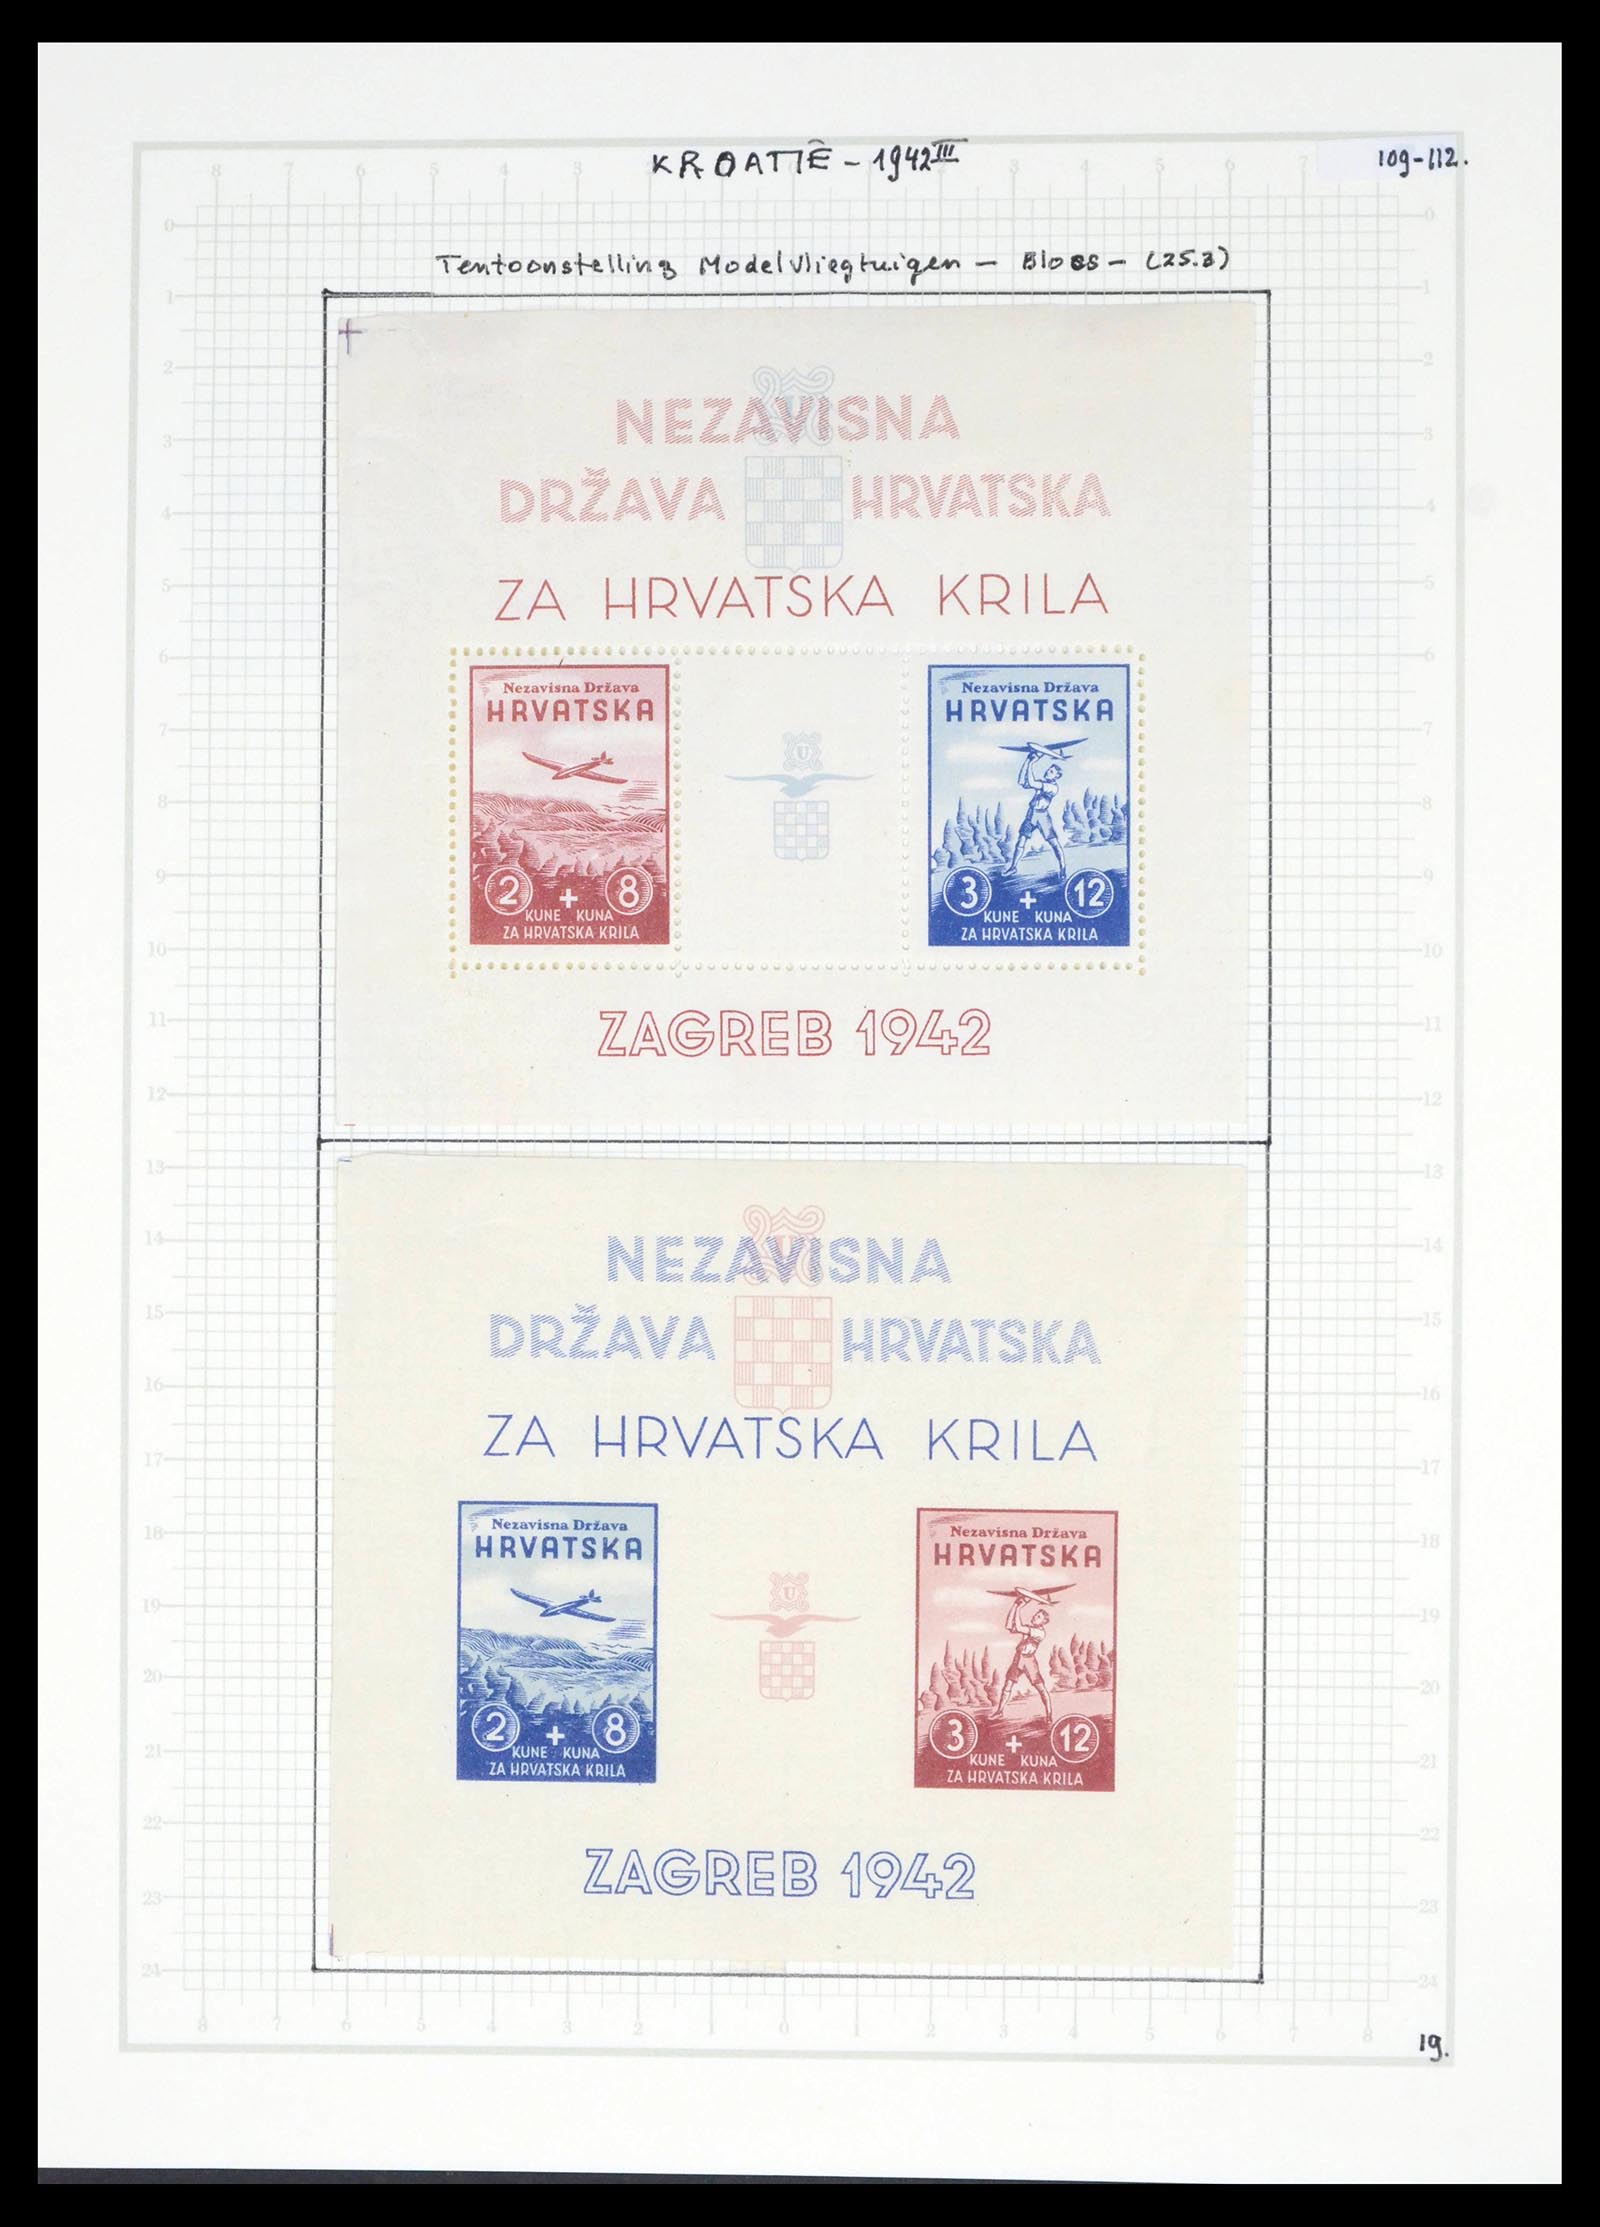 KROATIË - 1942 III
109-112.
Tentoonstelling Modelvliegtuigen - Blocs - (25.3)
U
NEZAVISNA
DRŽAVA HRVATSKA
ZA HRVATSKA KRILA
Nezavisna Država
HRVATSKA
2 + 8
KUNE KUNA
ZA HRVATSKA KRILA
U
Nezavisna Država
HRVATSKA
3 + 12
KUNE KUNA
ZA HRVATSKA KRILA
ZAGREB 1942
U
NEZAVISNA
DRŽAVA HRVATSKA
ZA HRVATSKA KRILA
Nezavisna Država
HRVATSKA
2 + 8
KUNE KUNA
ZA HRVATSKA KRILA
U
Nezavisna Država
HRVATSKA
3 + 12
KUNE KUNA
ZA HRVATSKA KRILA
ZAGREB 1942
19.